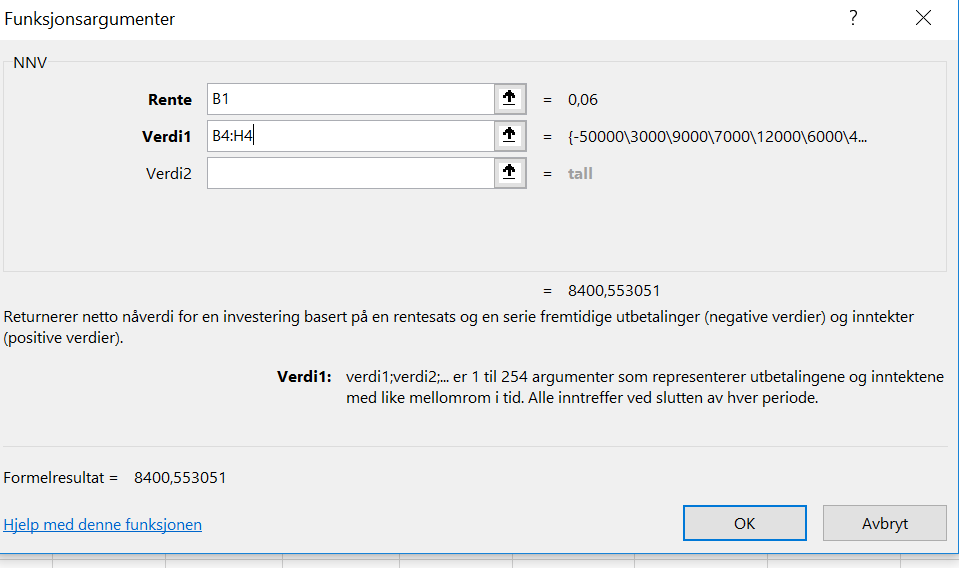 Funksjonsargumenter ?
NNV
Rente B1 = 0,06
Verdi1 B4:H4 = {-50000\3000\9000\7000\12000\6000\4...
Verdi2 = tall
= 8400,553051
Returnerer netto nåverdi for en investering basert på en rentesats og en serie fremtidige utbetalinger (negative verdier) og inntekter
(positive verdier).
Verdi1: verdi1;verdi2;... er 1 til 254 argumenter som representerer utbetalingene og inntektene
med like mellomrom i tid. Alle inntreffer ved slutten av hver periode.
Formelresultat = 8400,553051
Hjelp med denne funksjonen OK Avbryt